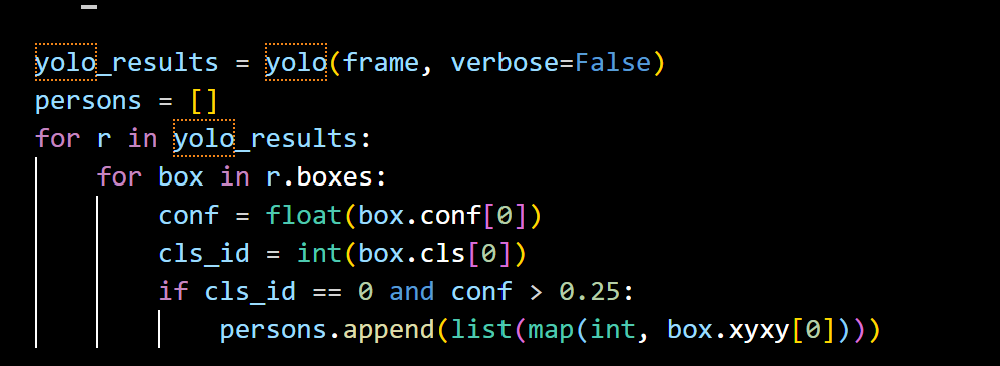 yolo_results = yolo(frame, verbose=False)
persons = []
for r in yolo_results:
    for box in r.boxes:
        conf = float(box.conf[0])
        cls_id = int(box.cls[0])
        if cls_id == 0 and conf > 0.25:
            persons.append(list(map(int, box.xyxy[0])))